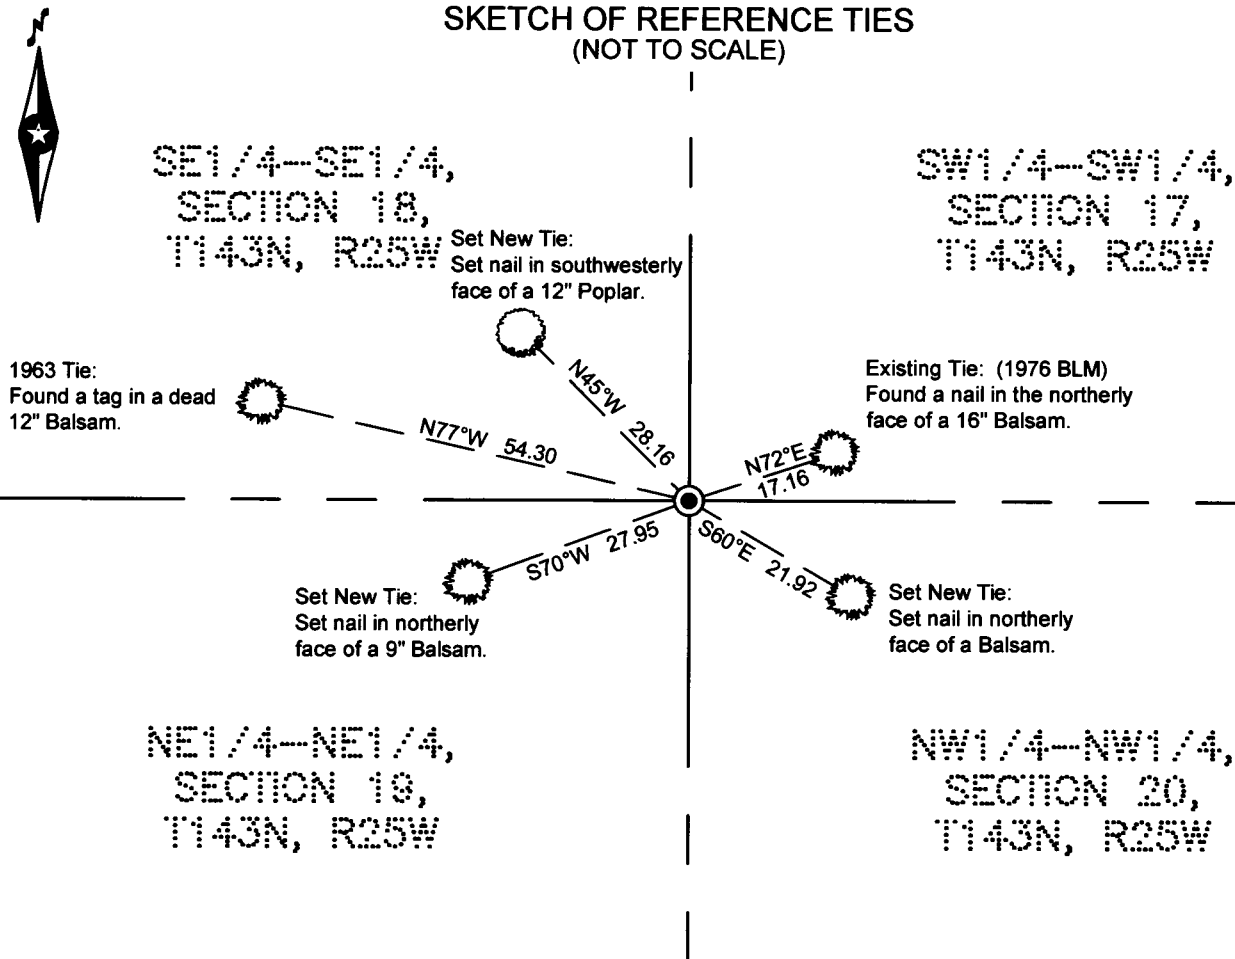 SKETCH OF REFERENCE TIES
(NOT TO SCALE)
N
SE1/4-SE1/4,
SECTION 18,
T143N, R25W
SW1/4-SW1/4,
SECTION 17,
T143N, R25W
Set New Tie:
Set nail in southwesterly
face of a 12" Poplar.
1963 Tie:
Found a tag in a dead
12" Balsam.
Existing Tie: (1976 BLM)
Found a nail in the northerly
face of a 16" Balsam.
N45°W 28.16
N77°W 54.30
N72°E
17.16
S70°W 27.95
S60°E 21.92
Set New Tie:
Set nail in northerly
face of a 9" Balsam.
Set New Tie:
Set nail in northerly
face of a Balsam.
NE1/4-NE1/4,
SECTION 19,
T143N, R25W
NW1/4-NW1/4,
SECTION 20,
T143N, R25W